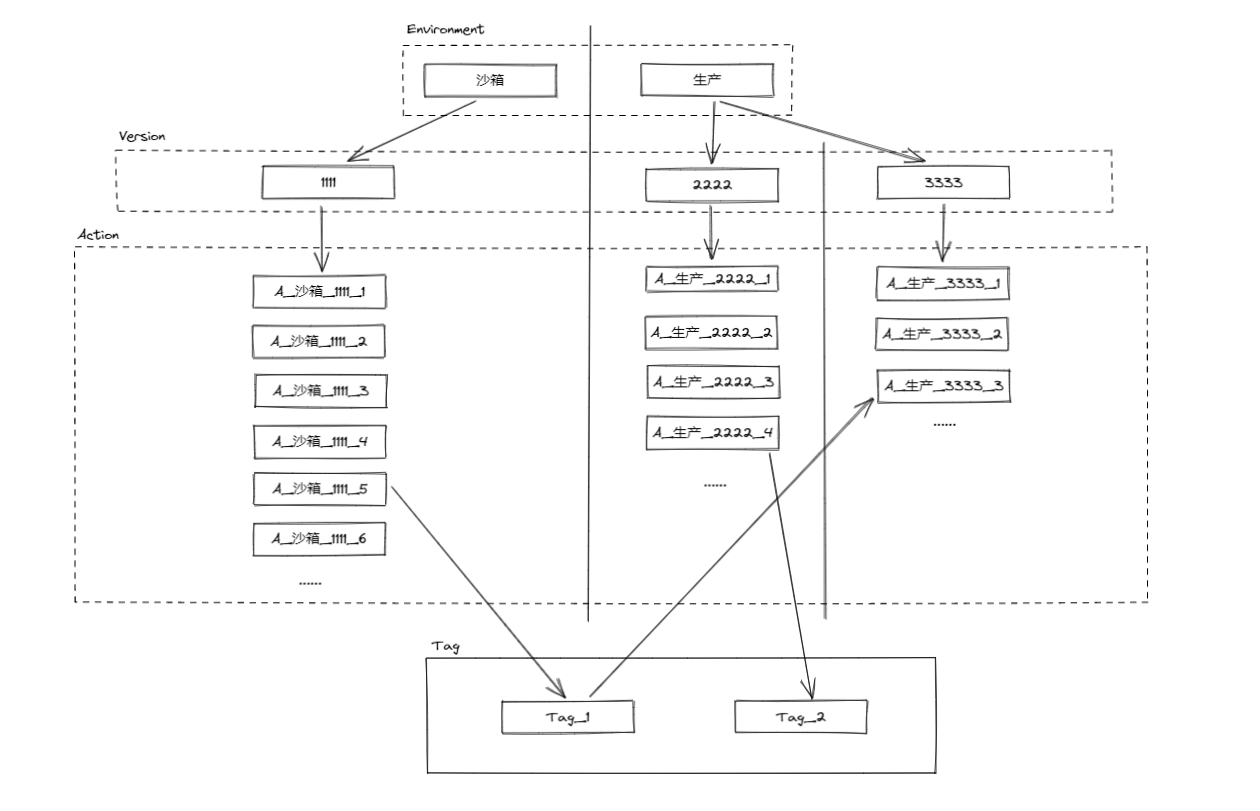 Environment
沙箱
生产
Version
1111
2222
3333
Action
A_沙箱_1111_1
A_沙箱_1111_2
A_沙箱_1111_3
A_沙箱_1111_4
A_沙箱_1111_5
A_沙箱_1111_6
......
A_生产_2222_1
A_生产_2222_2
A_生产_2222_3
A_生产_2222_4
......
A_生产_3333_1
A_生产_3333_2
A_生产_3333_3
......
Tag
Tag_1
Tag_2